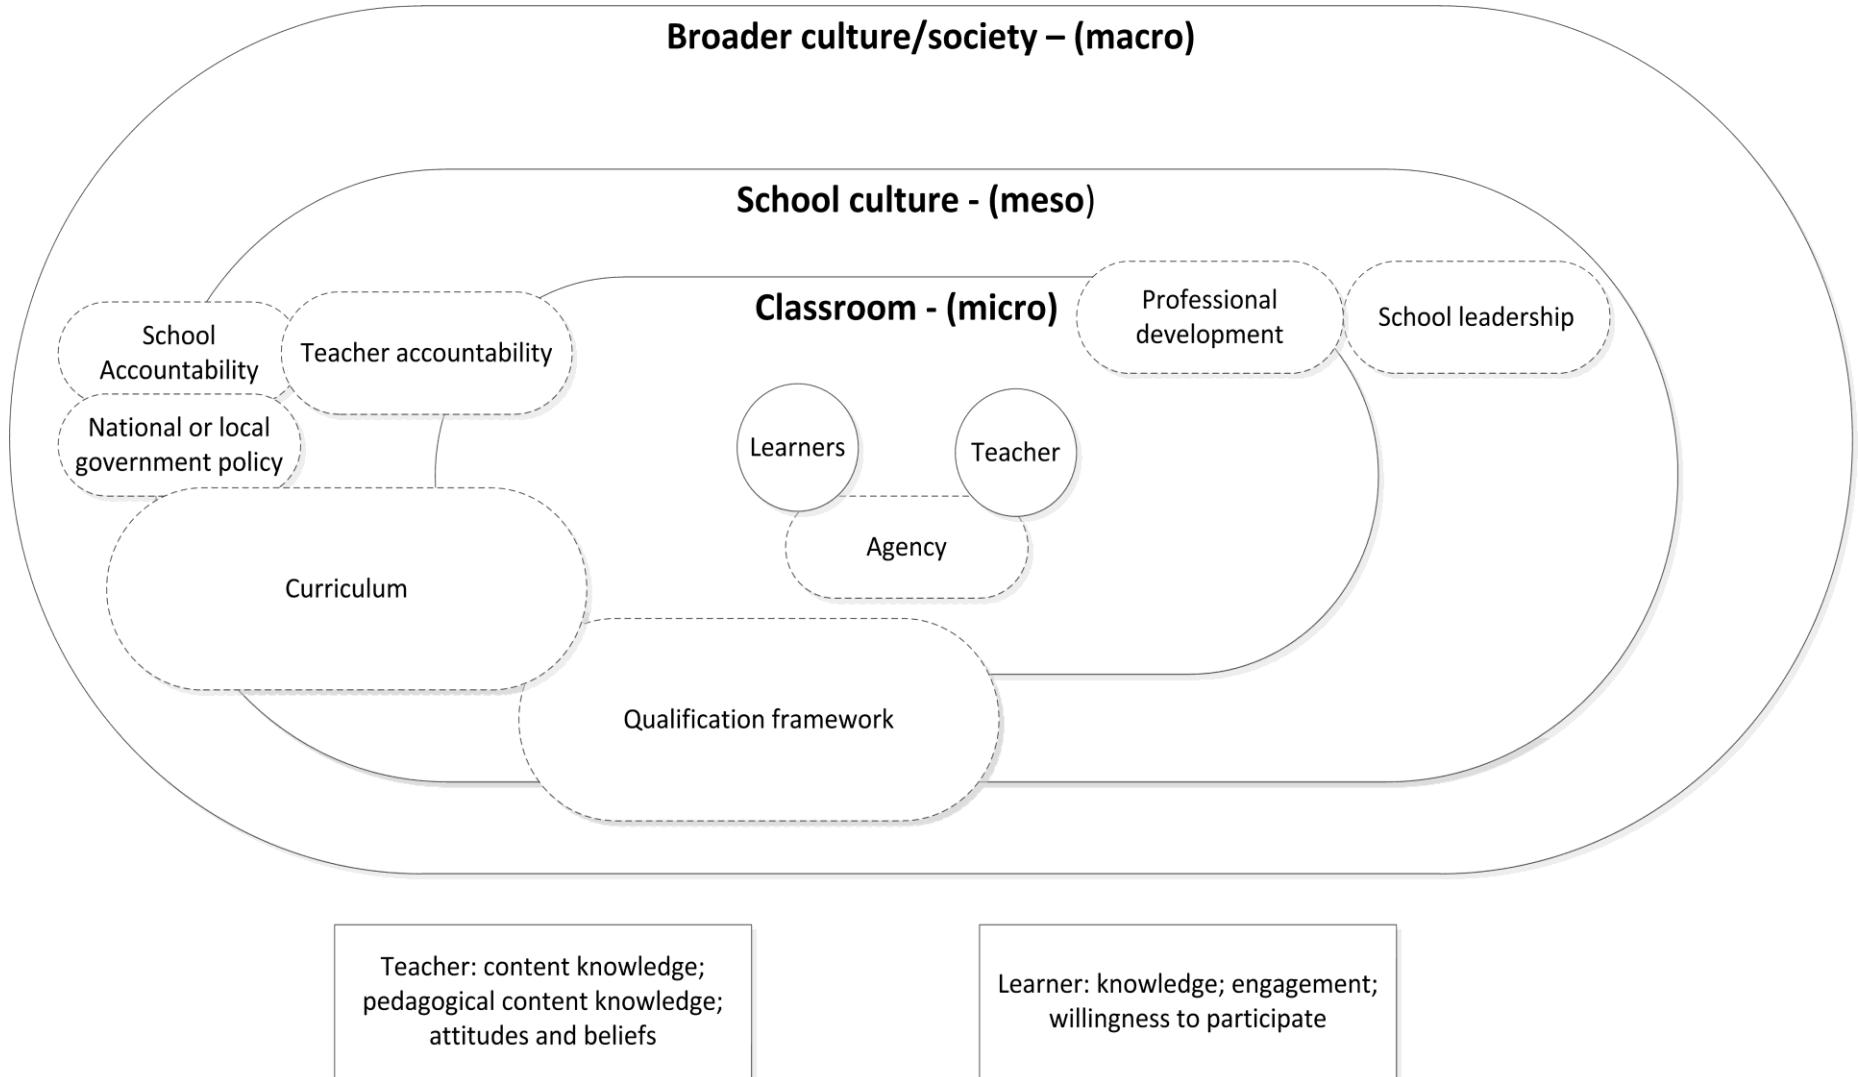 Broader culture/society – (macro)
School culture - (meso)
Classroom - (micro)
Professional
development
School leadership
School
Accountability
Teacher accountability
National or local
government policy
Learners
Teacher
Agency
Curriculum
Qualification framework
Teacher: content knowledge;
pedagogical content knowledge;
attitudes and beliefs
Learner: knowledge; engagement;
willingness to participate